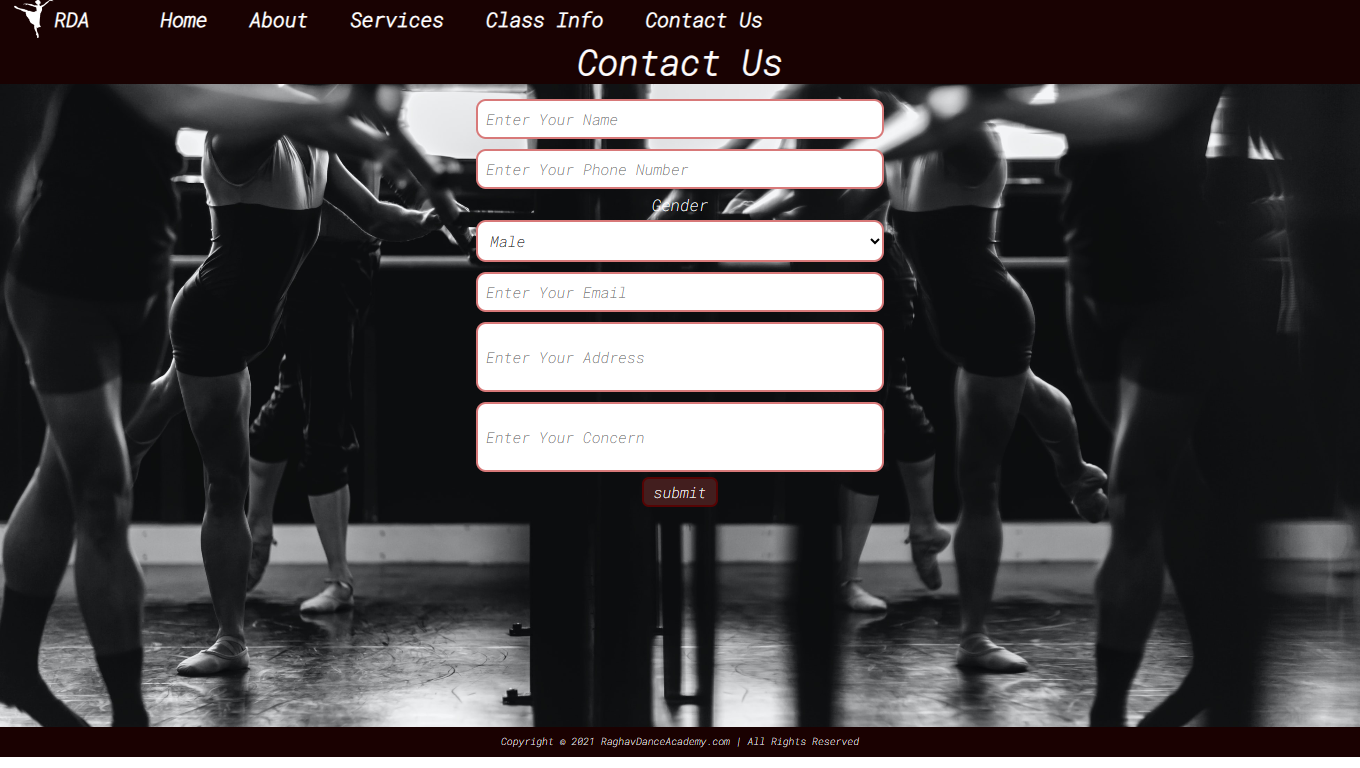 RDA Home About Services Class Info Contact Us
Contact Us
Enter Your Name
Enter Your Phone Number
Gender
Male
Enter Your Email
Enter Your Address
Enter Your Concern
submit
Copyright © 2021 RaghavDanceAcademy.com | All Rights Reserved